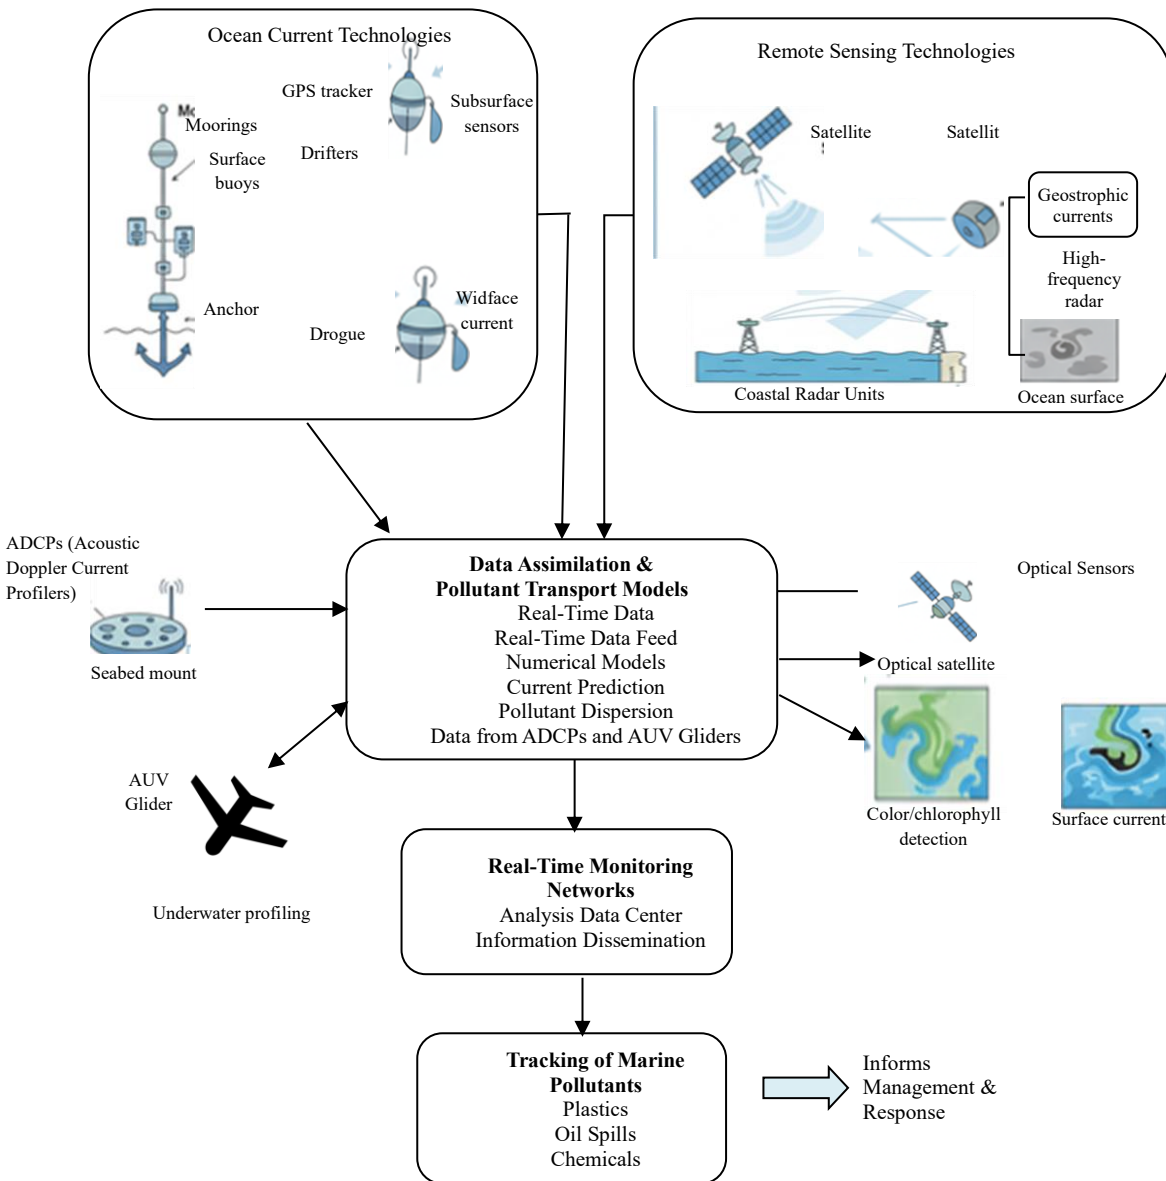 Ocean Current Technologies
GPS tracker
Subsurface
sensors
Mo
Moorings
Surface
buoys
Drifters
Anchor
Drogue
Widface
current
Remote Sensing Technologies
Satellite
Satellit
Geostrophic
currents
High-
frequency
radar
Coastal Radar Units
Ocean surface
ADCPs (Acoustic
Doppler Current
Profilers)
Seabed mount
AUV
Glider
Underwater profiling
Data Assimilation &
Pollutant Transport Models
Real-Time Data
Real-Time Data Feed
Numerical Models
Current Prediction
Pollutant Dispersion
Data from ADCPs and AUV Gliders
Optical Sensors
Optical satellite
Color/chlorophyll
detection
Surface current
Real-Time Monitoring
Networks
Analysis Data Center
Information Dissemination
Tracking of Marine
Pollutants
Plastics
Oil Spills
Chemicals
Informs
Management &
Response